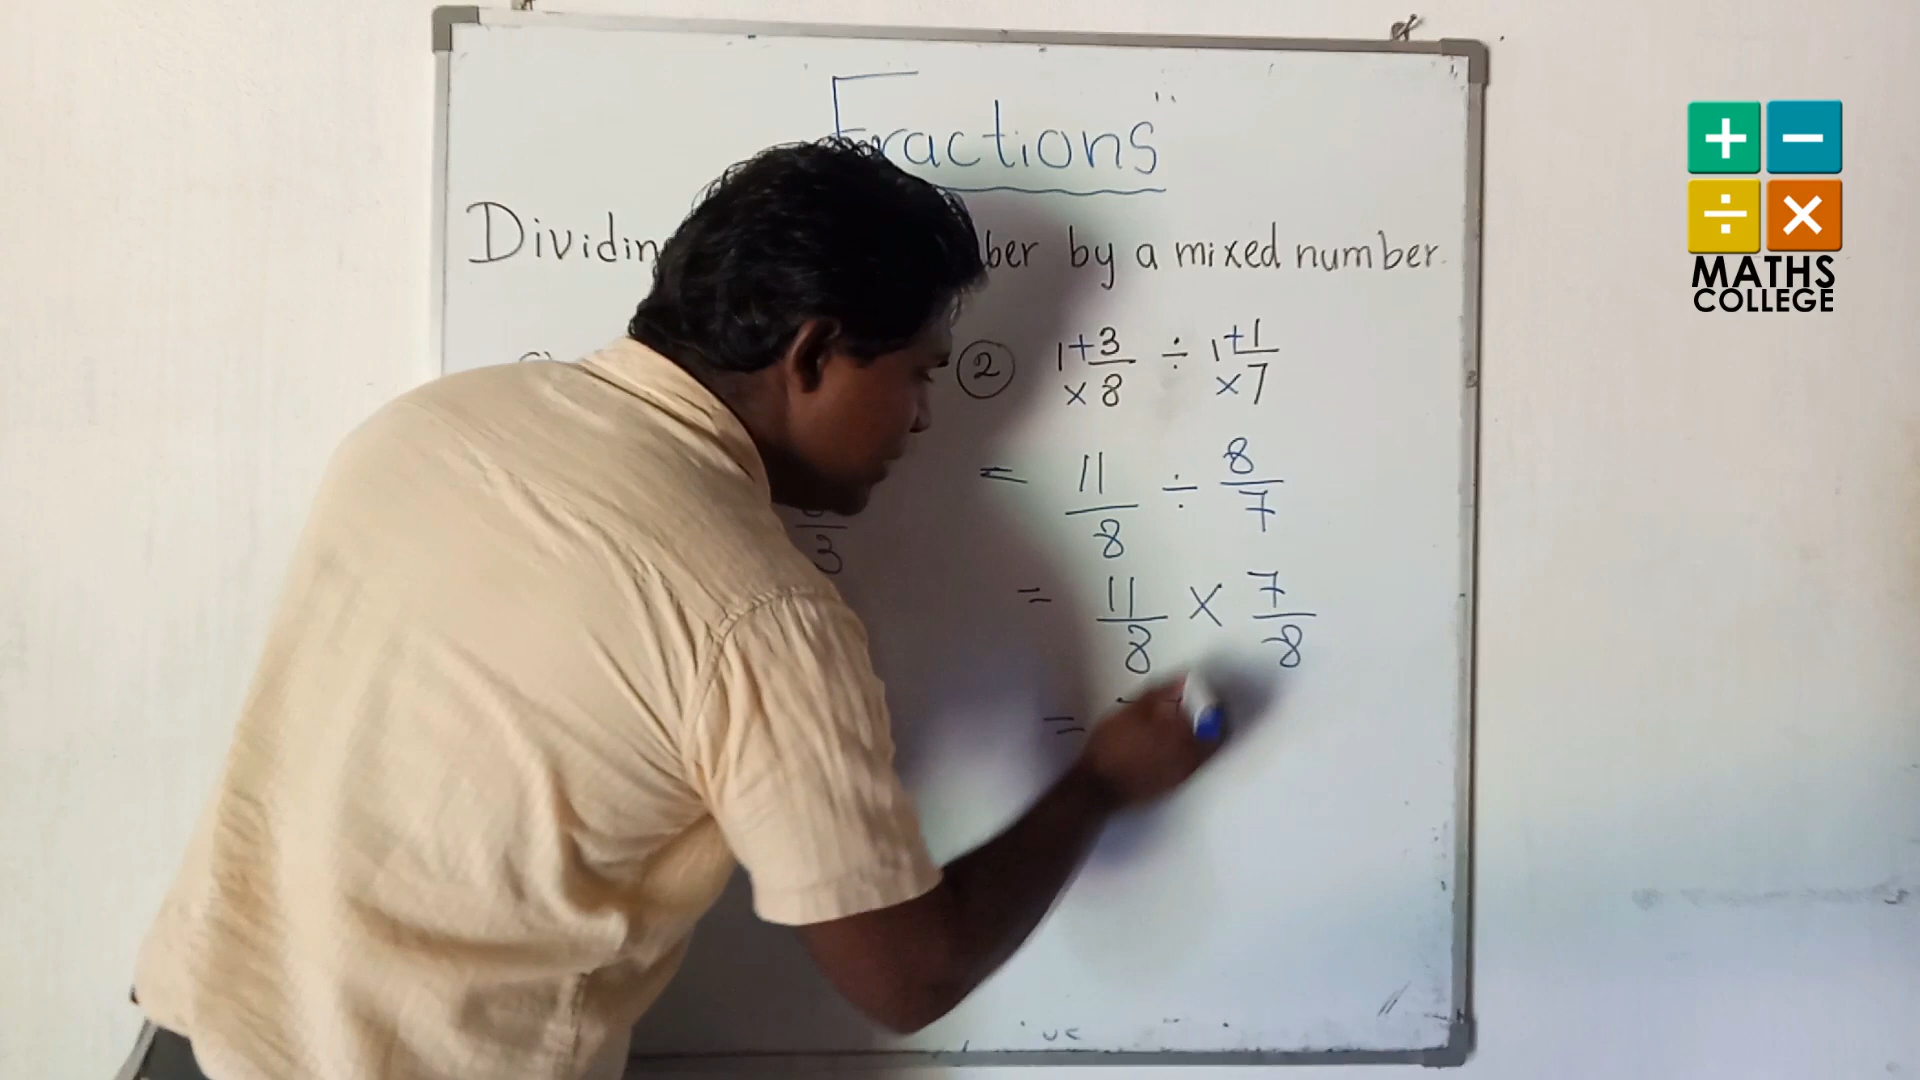 Fractions
Dividin ber by a mixed number.
② 1+3/×8 ÷ 1+1/×7
= 11/8 ÷ 8/7
= 11/8 × 7/8
=
+ −
÷ ×
MATHS
COLLEGE